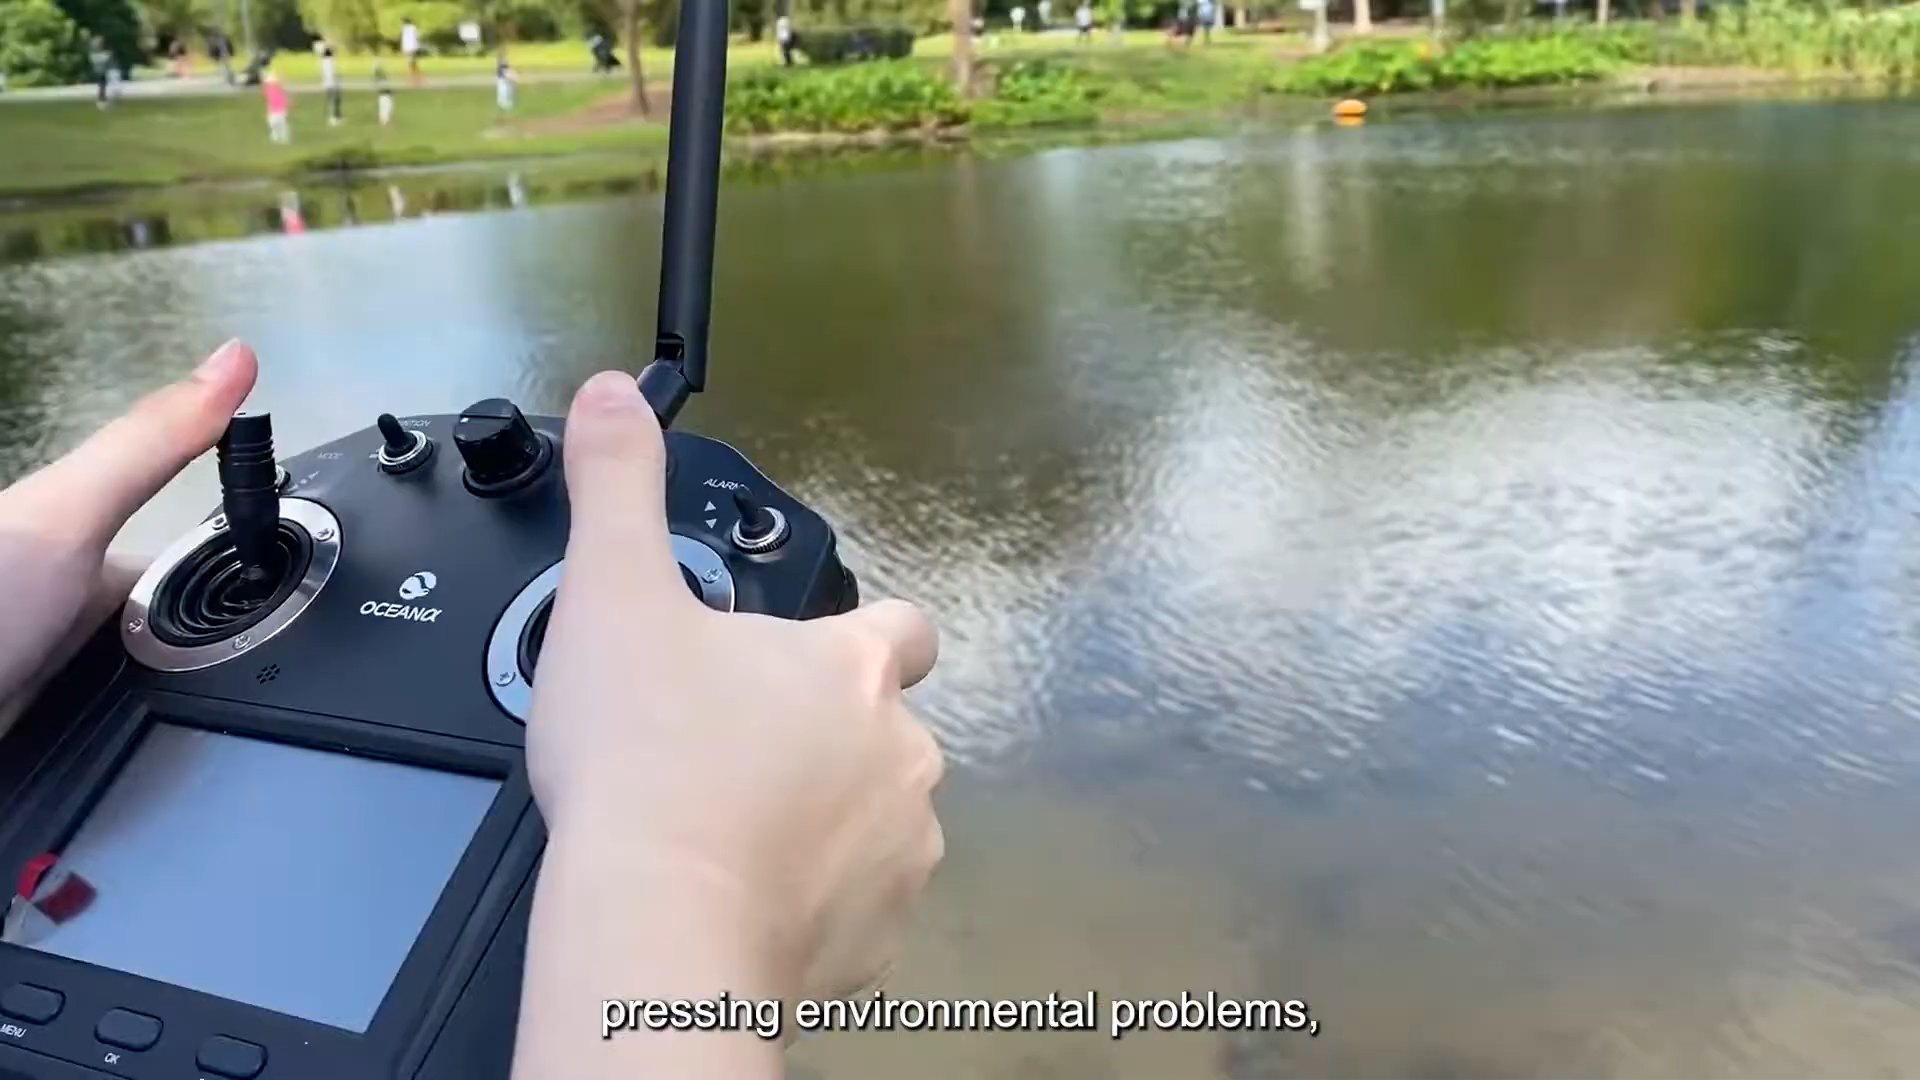 ALARM
OCEANα
MENU
OK
pressing environmental problems,